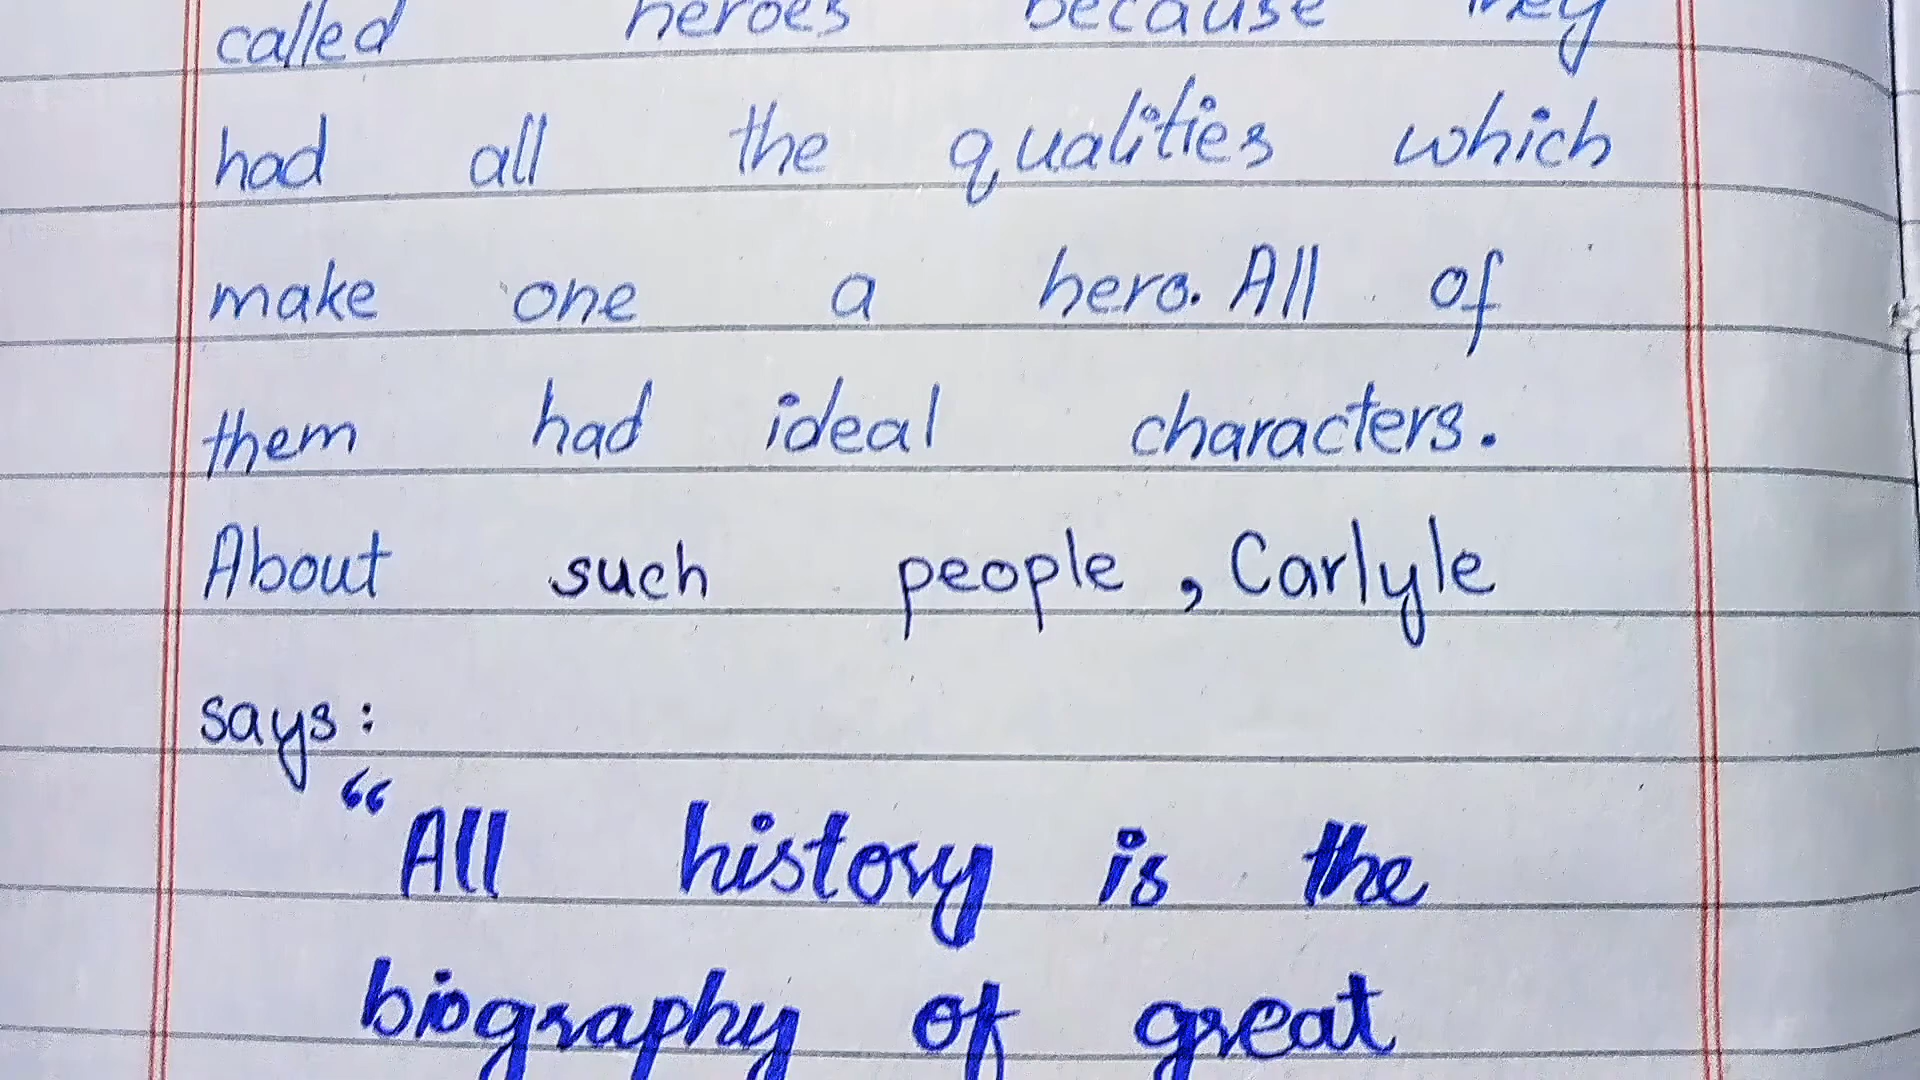 called heroes because they
had all the qualities which
make one a hero. All of
them had ideal characters.
About such people, Carlyle
says:
“All history is the
biography of great